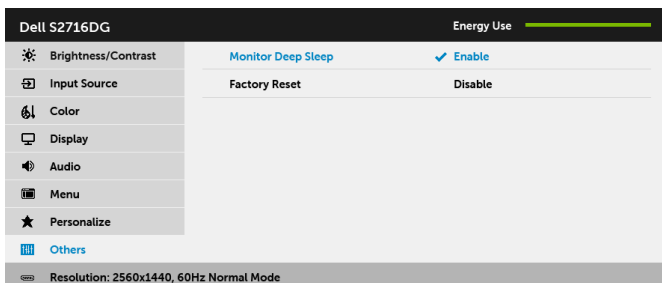 Dell S2716DG Energy Use
Brightness/Contrast Monitor Deep Sleep Enable
Input Source Factory Reset Disable
Color
Display
Audio
Menu
Personalize
Others
Resolution: 2560x1440, 60Hz Normal Mode